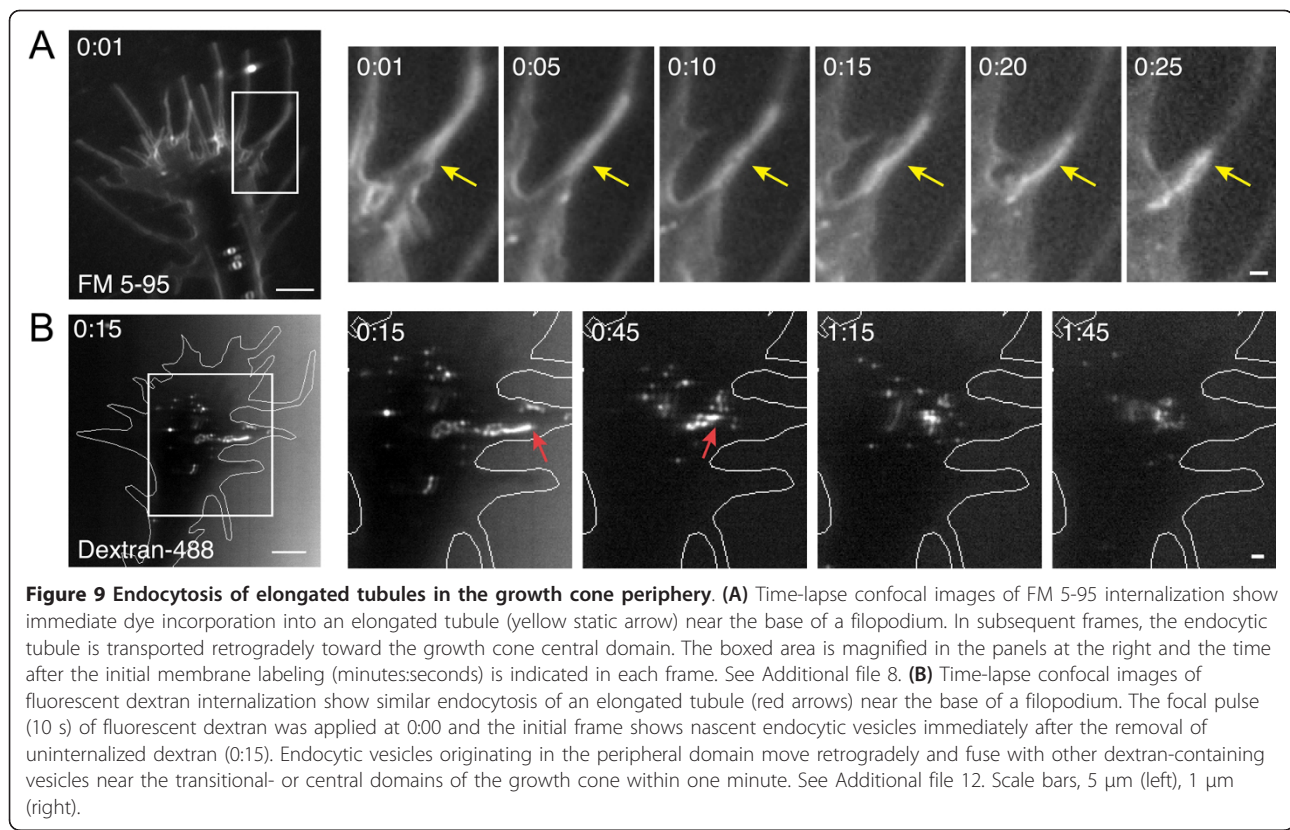 A
0:01
FM 5-95
0:01
0:05
0:10
0:15
0:20
0:25
B
0:15
Dextran-488
0:15
0:45
1:15
1:45
Figure 9 Endocytosis of elongated tubules in the growth cone periphery. (A) Time-lapse confocal images of FM 5-95 internalization show
immediate dye incorporation into an elongated tubule (yellow static arrow) near the base of a filopodium. In subsequent frames, the endocytic
tubule is transported retrogradely toward the growth cone central domain. The boxed area is magnified in the panels at the right and the time
after the initial membrane labeling (minutes:seconds) is indicated in each frame. See Additional file 8. (B) Time-lapse confocal images of
fluorescent dextran internalization show similar endocytosis of an elongated tubule (red arrows) near the base of a filopodium. The focal pulse
(10 s) of fluorescent dextran was applied at 0:00 and the initial frame shows nascent endocytic vesicles immediately after the removal of
uninternalized dextran (0:15). Endocytic vesicles originating in the peripheral domain move retrogradely and fuse with other dextran-containing
vesicles near the transitional- or central domains of the growth cone within one minute. See Additional file 12. Scale bars, 5 μm (left), 1 μm
(right).